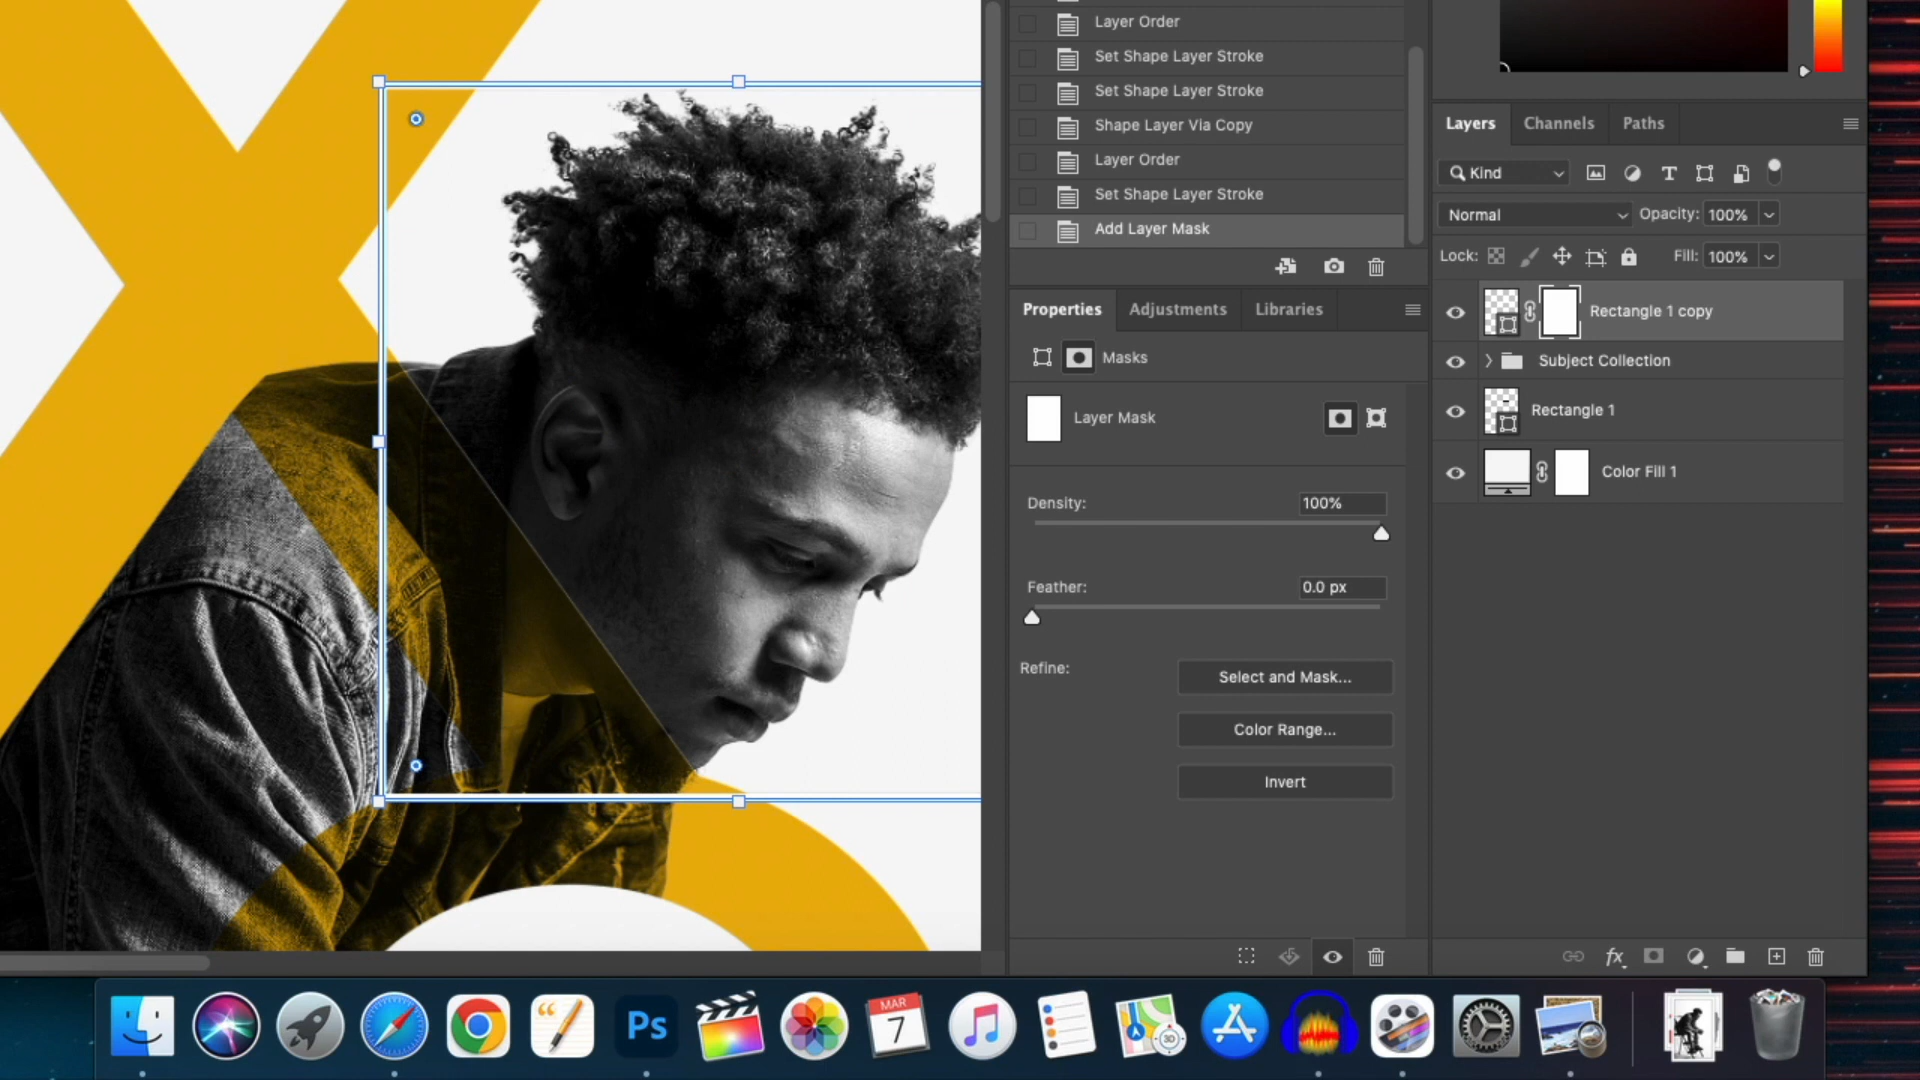 Layer Order
Set Shape Layer Stroke
Set Shape Layer Stroke
Shape Layer Via Copy
Layer Order
Set Shape Layer Stroke
Add Layer Mask
Properties Adjustments Libraries
Masks
Layer Mask
Density: 100%
Feather: 0.0 px
Refine:
Select and Mask...
Color Range...
Invert
Layers Channels Paths
Kind
Normal Opacity: 100%
Lock: Fill: 100%
Rectangle 1 copy
Subject Collection
Rectangle 1
Color Fill 1
fx
Ps
MAR
7
3D